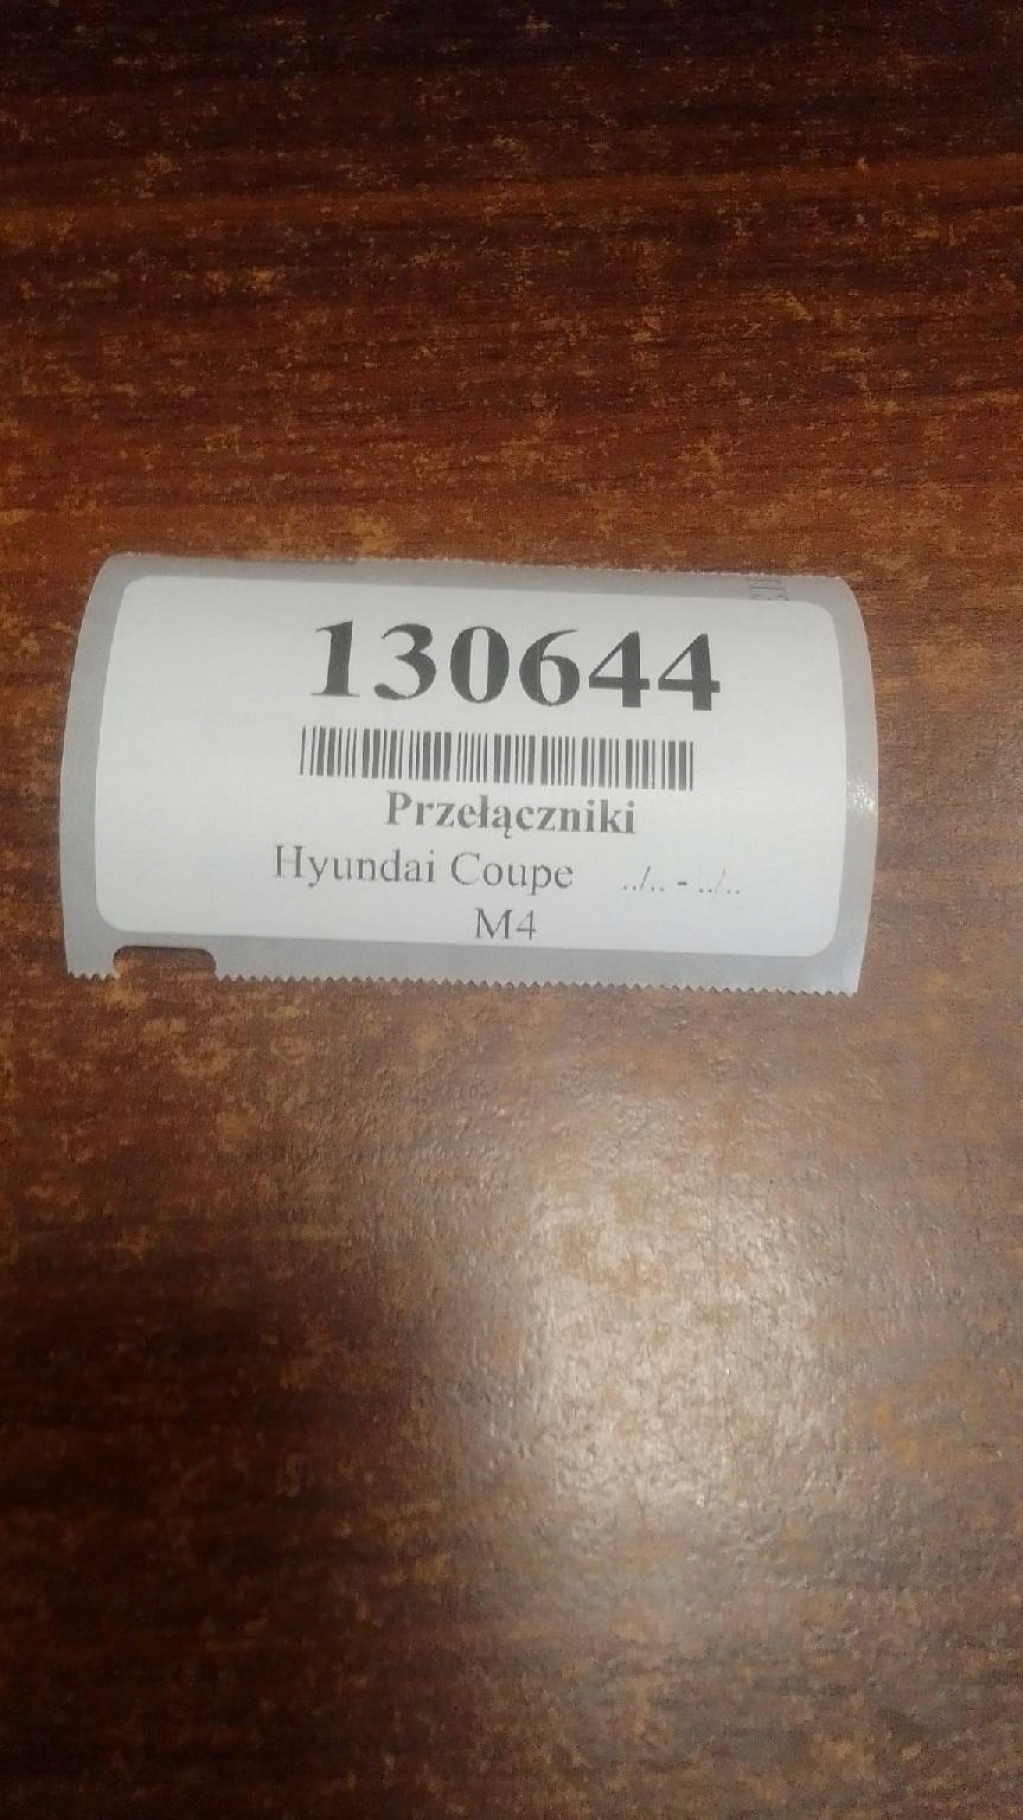 130644
Przełączniki
Hyundai Coupe ../.. - ../..
M4